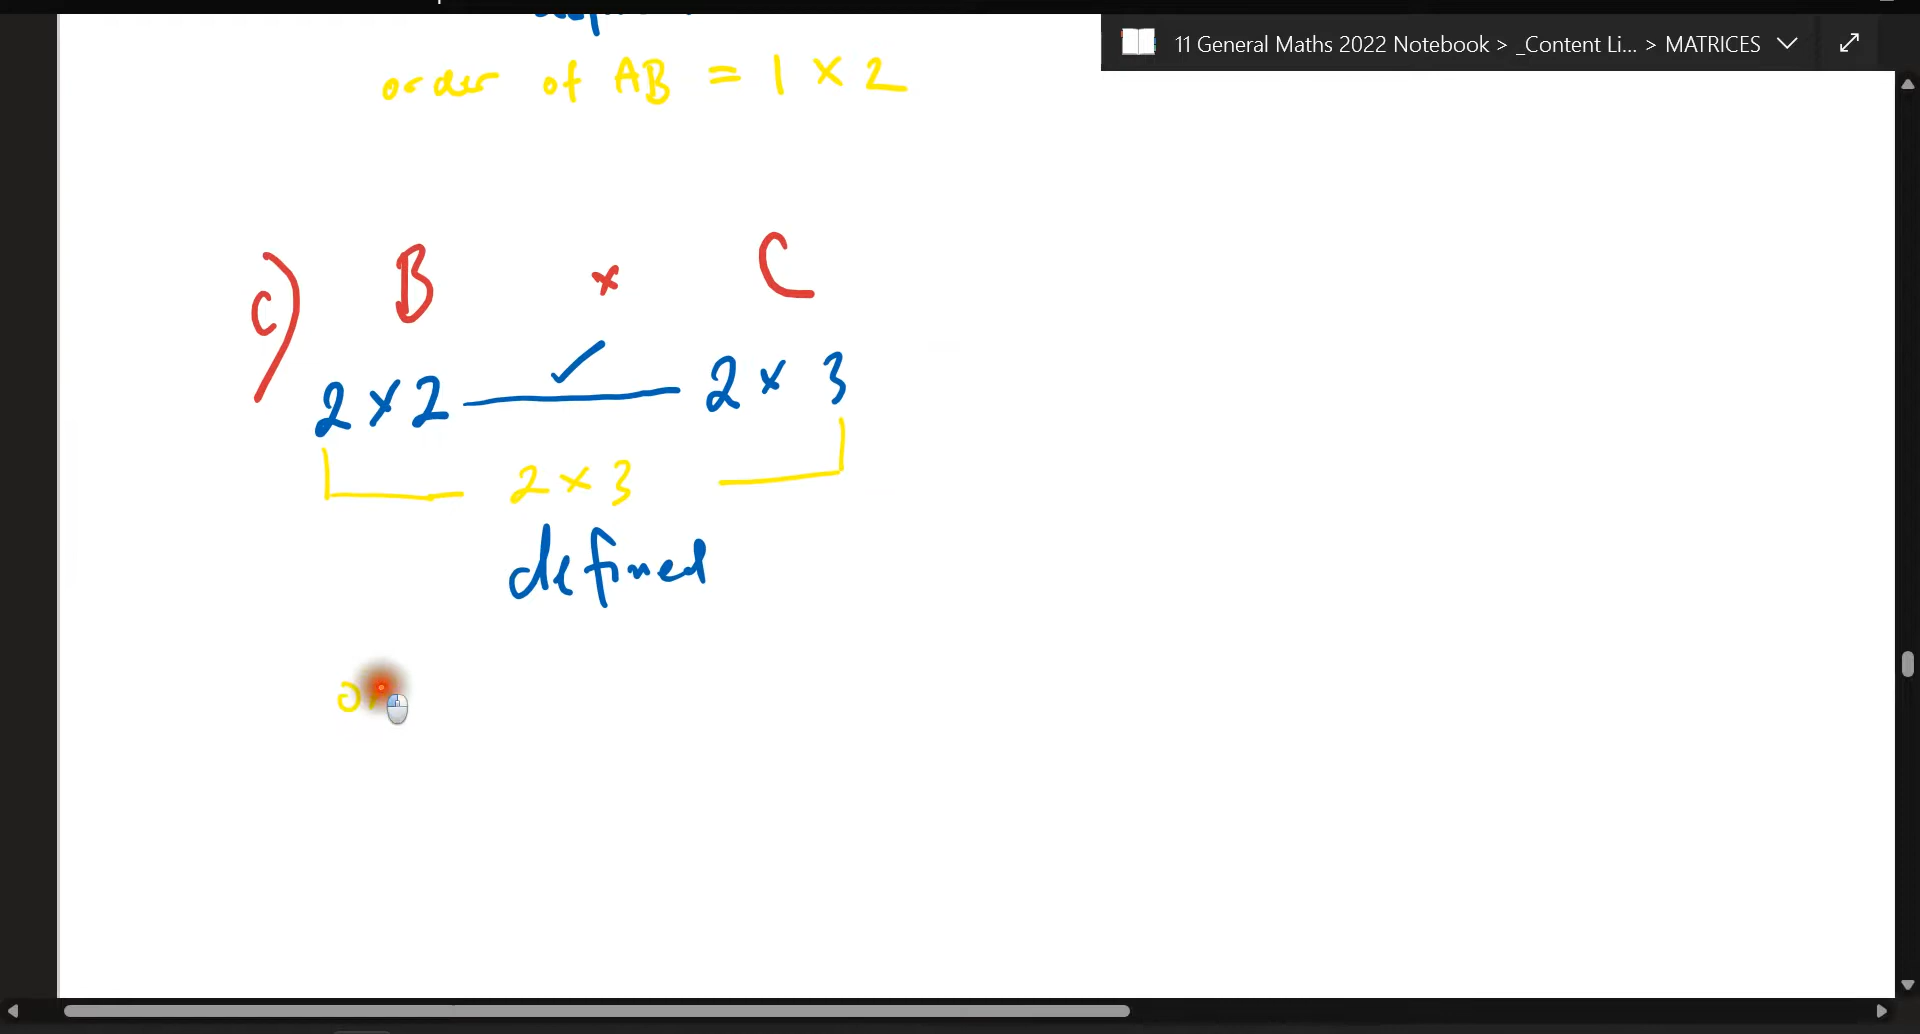 11 General Maths 2022 Notebook > _Content Li... > MATRICES
order of AB = 1 × 2
c) B × C
2 × 2 2 × 3
2 × 3
defined
or